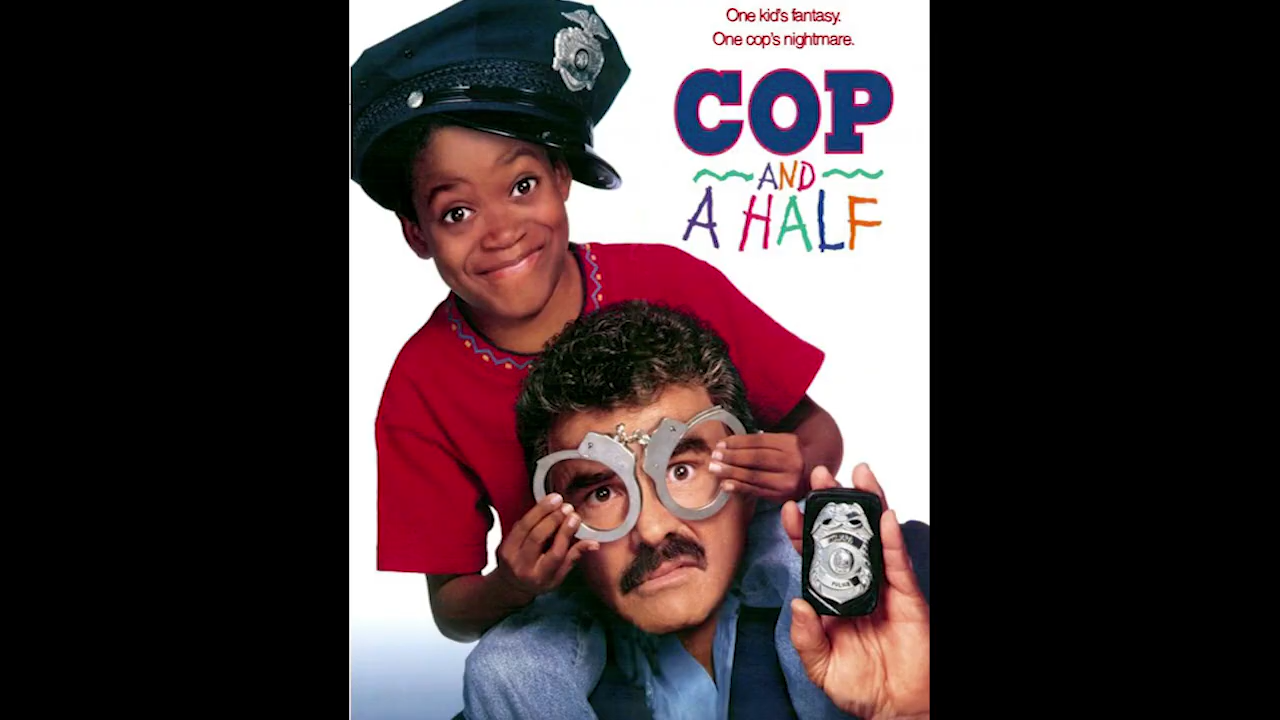 One kid's fantasy.
One cop's nightmare.
COP
AND
A HALF